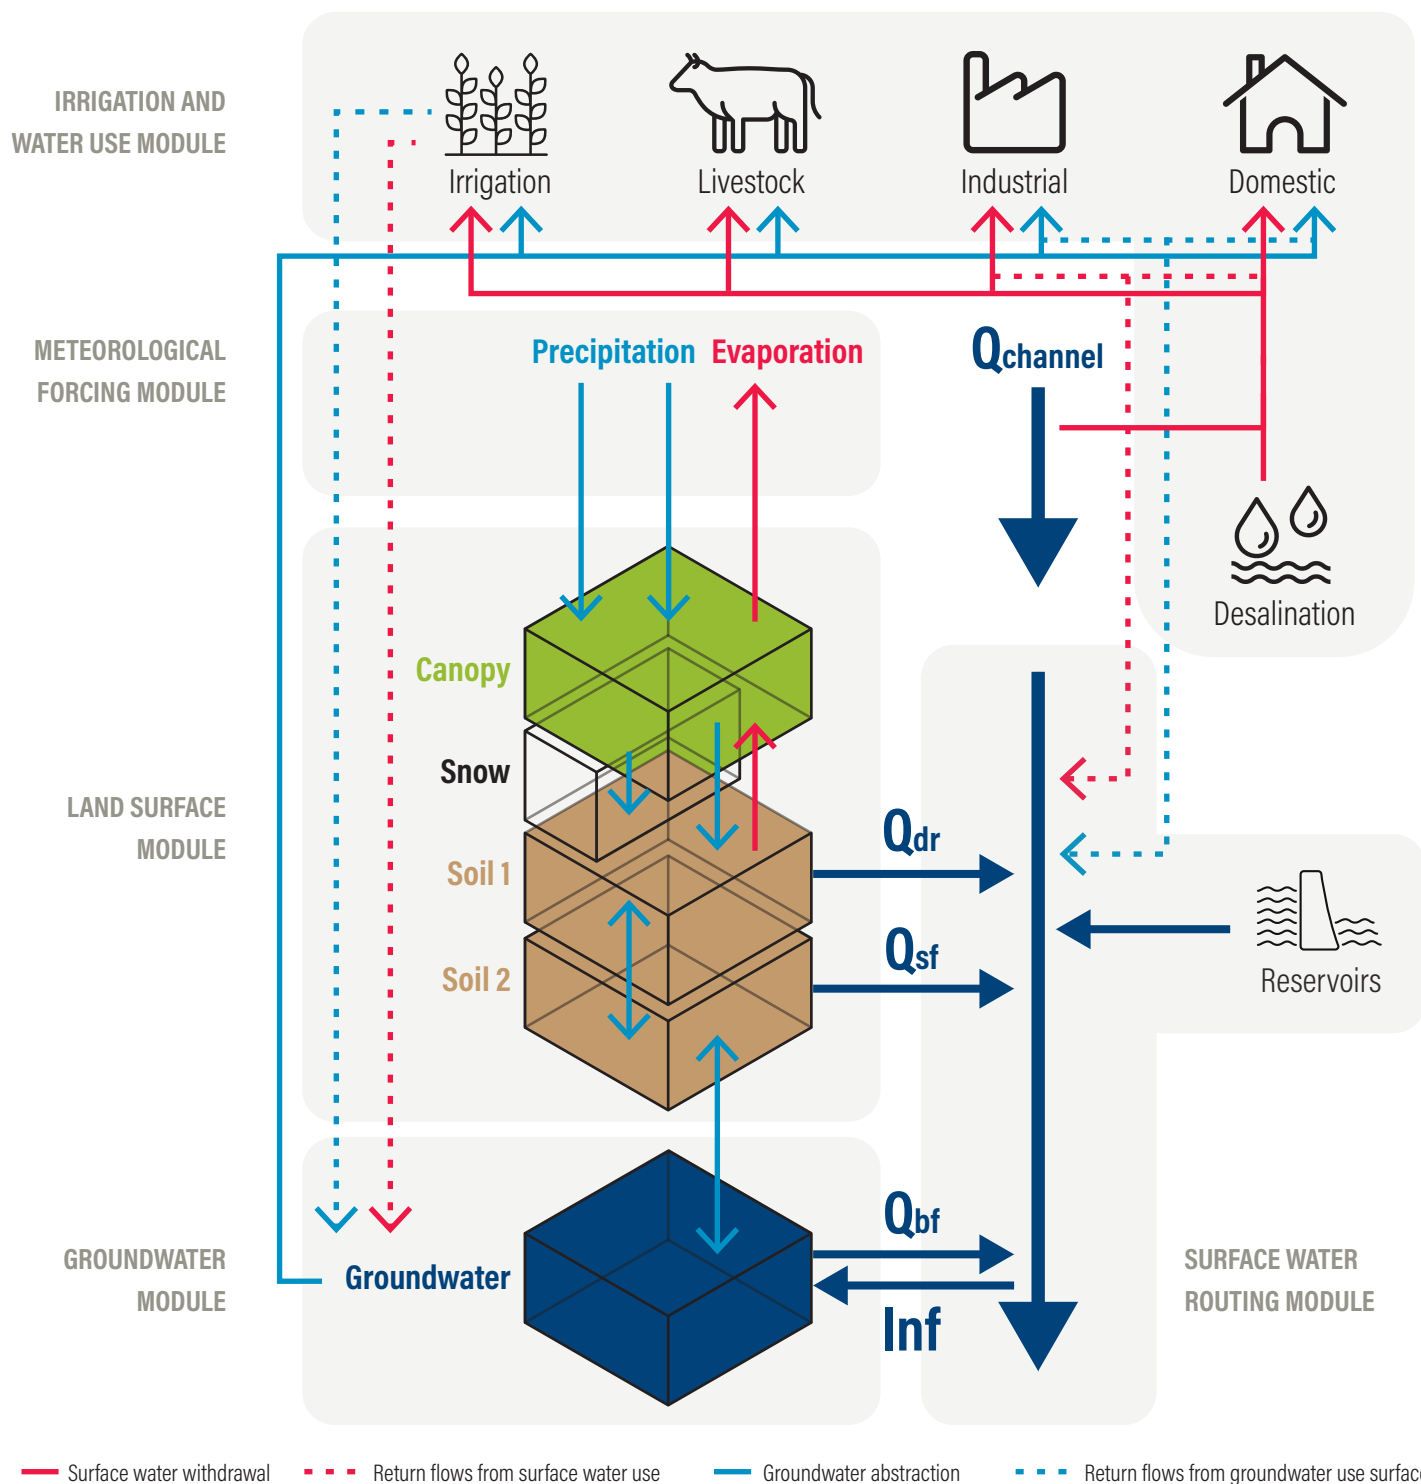 IRRIGATION AND
WATER USE MODULE
Irrigation
Livestock
Industrial
Domestic
METEOROLOGICAL
FORCING MODULE
Precipitation
Evaporation
Qchannel
Desalination
Canopy
Snow
LAND SURFACE
MODULE
Soil 1
Qdr
Soil 2
Qsf
Reservoirs
GROUNDWATER
MODULE
Groundwater
Qbf
Inf
SURFACE WATER
ROUTING MODULE
Surface water withdrawal
Return flows from surface water use
Groundwater abstraction
Return flows from groundwater use surfac